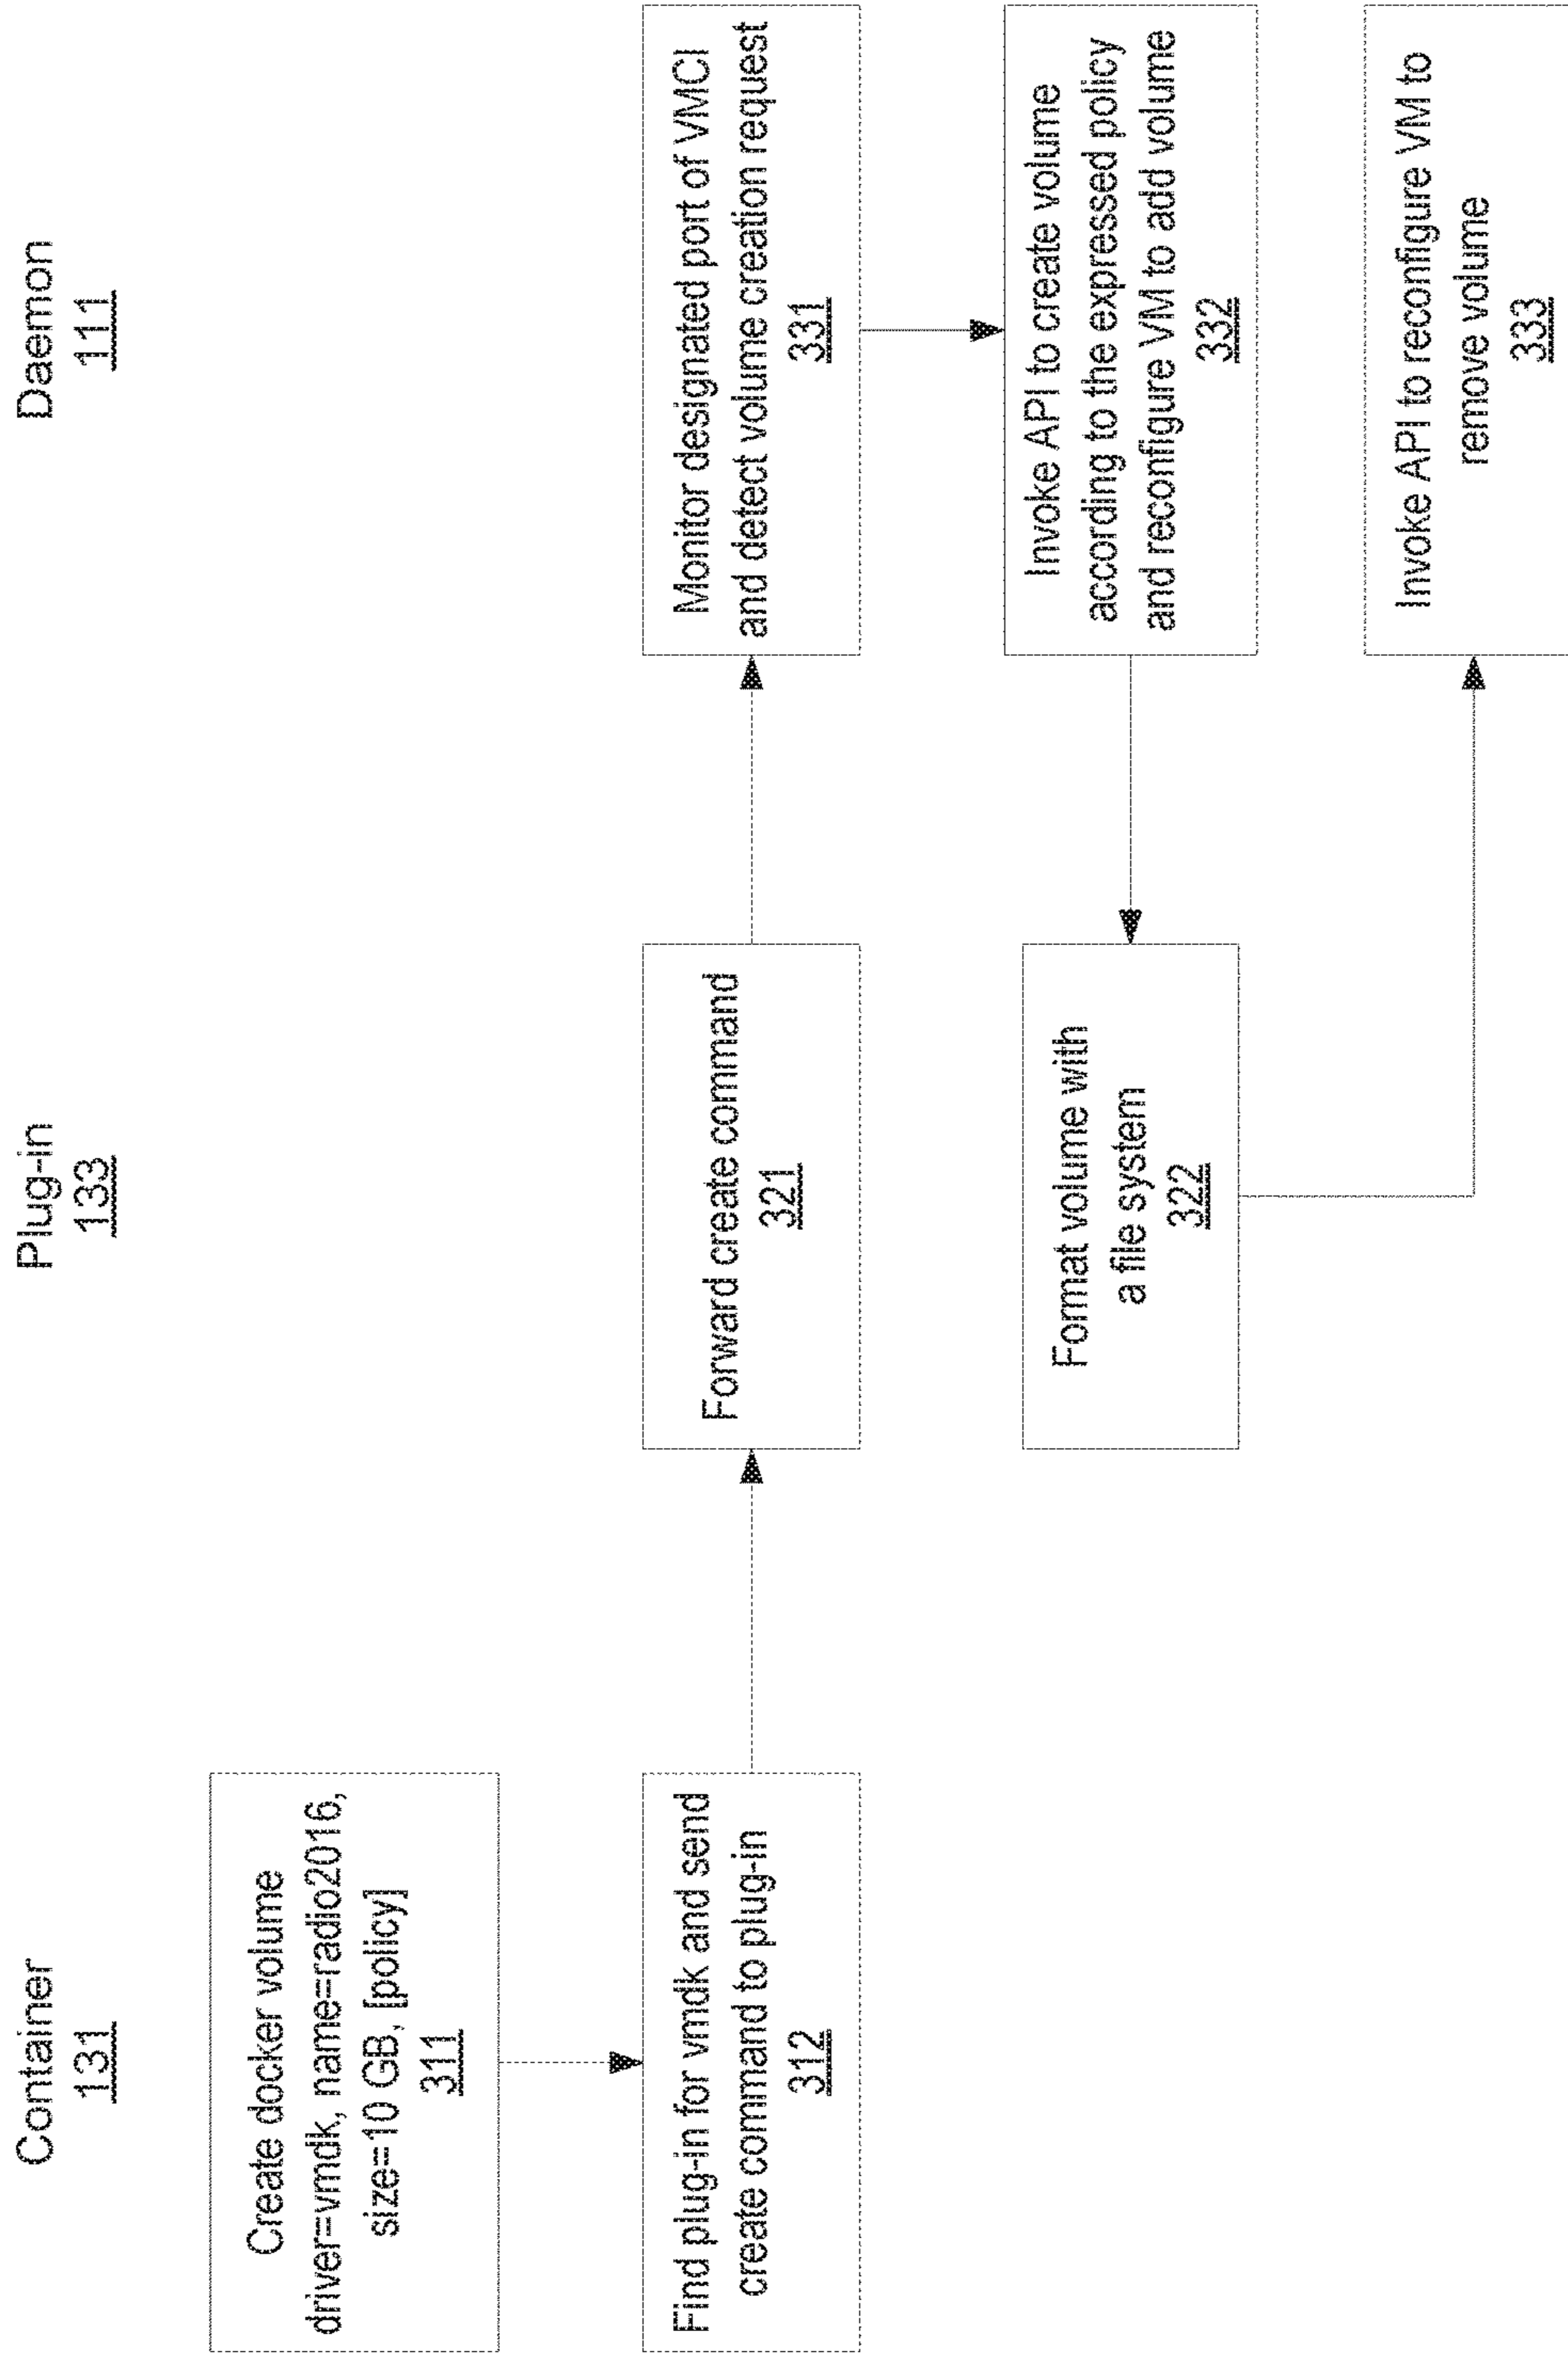 Container
131
Plug-in
133
Daemon
111
Create docker volume
driver=vmdk, name=radio2016,
size=10 GB, [policy]
311
Find plug-in for vmdk and send
create command to plug-in
312
Forward create command
321
Monitor designated port of VMCI
and detect volume creation request
331
Invoke API to create volume
according to the expressed policy
and reconfigure VM to add volume
332
Format volume with
a file system
322
Invoke API to reconfigure VM to
remove volume
333